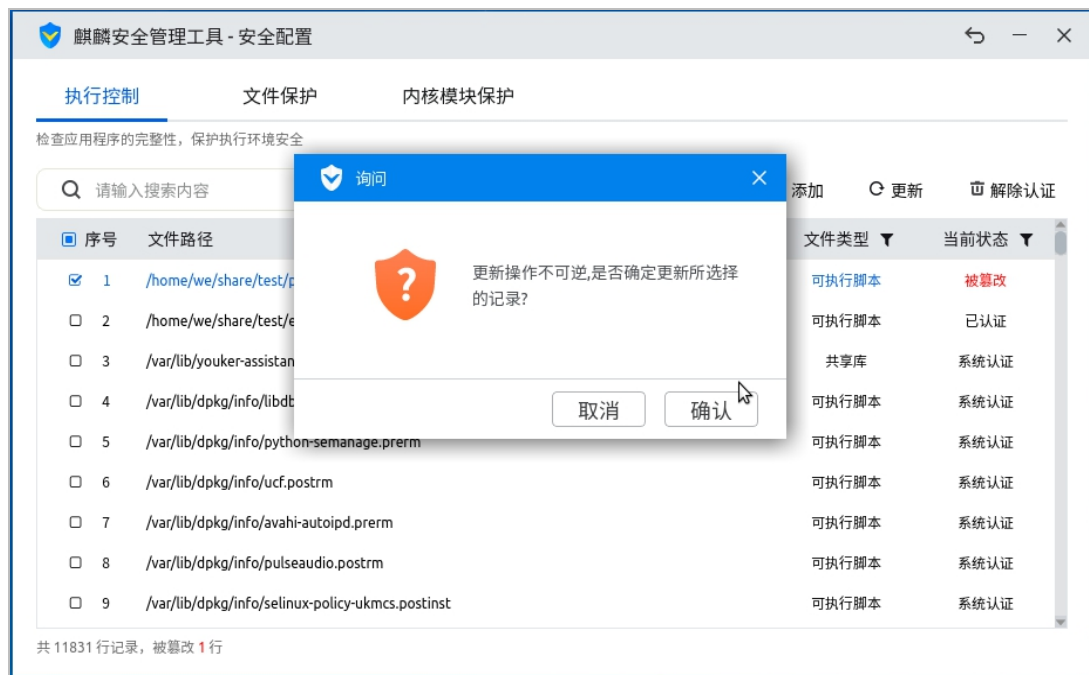 麒麟安全管理工具 - 安全配置
执行控制 文件保护 内核模块保护
检查应用程序的完整性，保护执行环境安全
请输入搜索内容 添加 更新 解除认证
询问
更新操作不可逆,是否确定更新所选择
的记录?
取消 确认
序号 文件路径 文件类型 当前状态
1 /home/we/share/test/p 可执行脚本 被篡改
2 /home/we/share/test/e 可执行脚本 已认证
3 /var/lib/youker-assistan 共享库 系统认证
4 /var/lib/dpkg/info/libdb 可执行脚本 系统认证
5 /var/lib/dpkg/info/python-semanage.prerm 可执行脚本 系统认证
6 /var/lib/dpkg/info/ucf.postrm 可执行脚本 系统认证
7 /var/lib/dpkg/info/avahi-autoipd.prerm 可执行脚本 系统认证
8 /var/lib/dpkg/info/pulseaudio.postrm 可执行脚本 系统认证
9 /var/lib/dpkg/info/selinux-policy-ukmcs.postinst 可执行脚本 系统认证
共 11831 行记录，被篡改 1 行